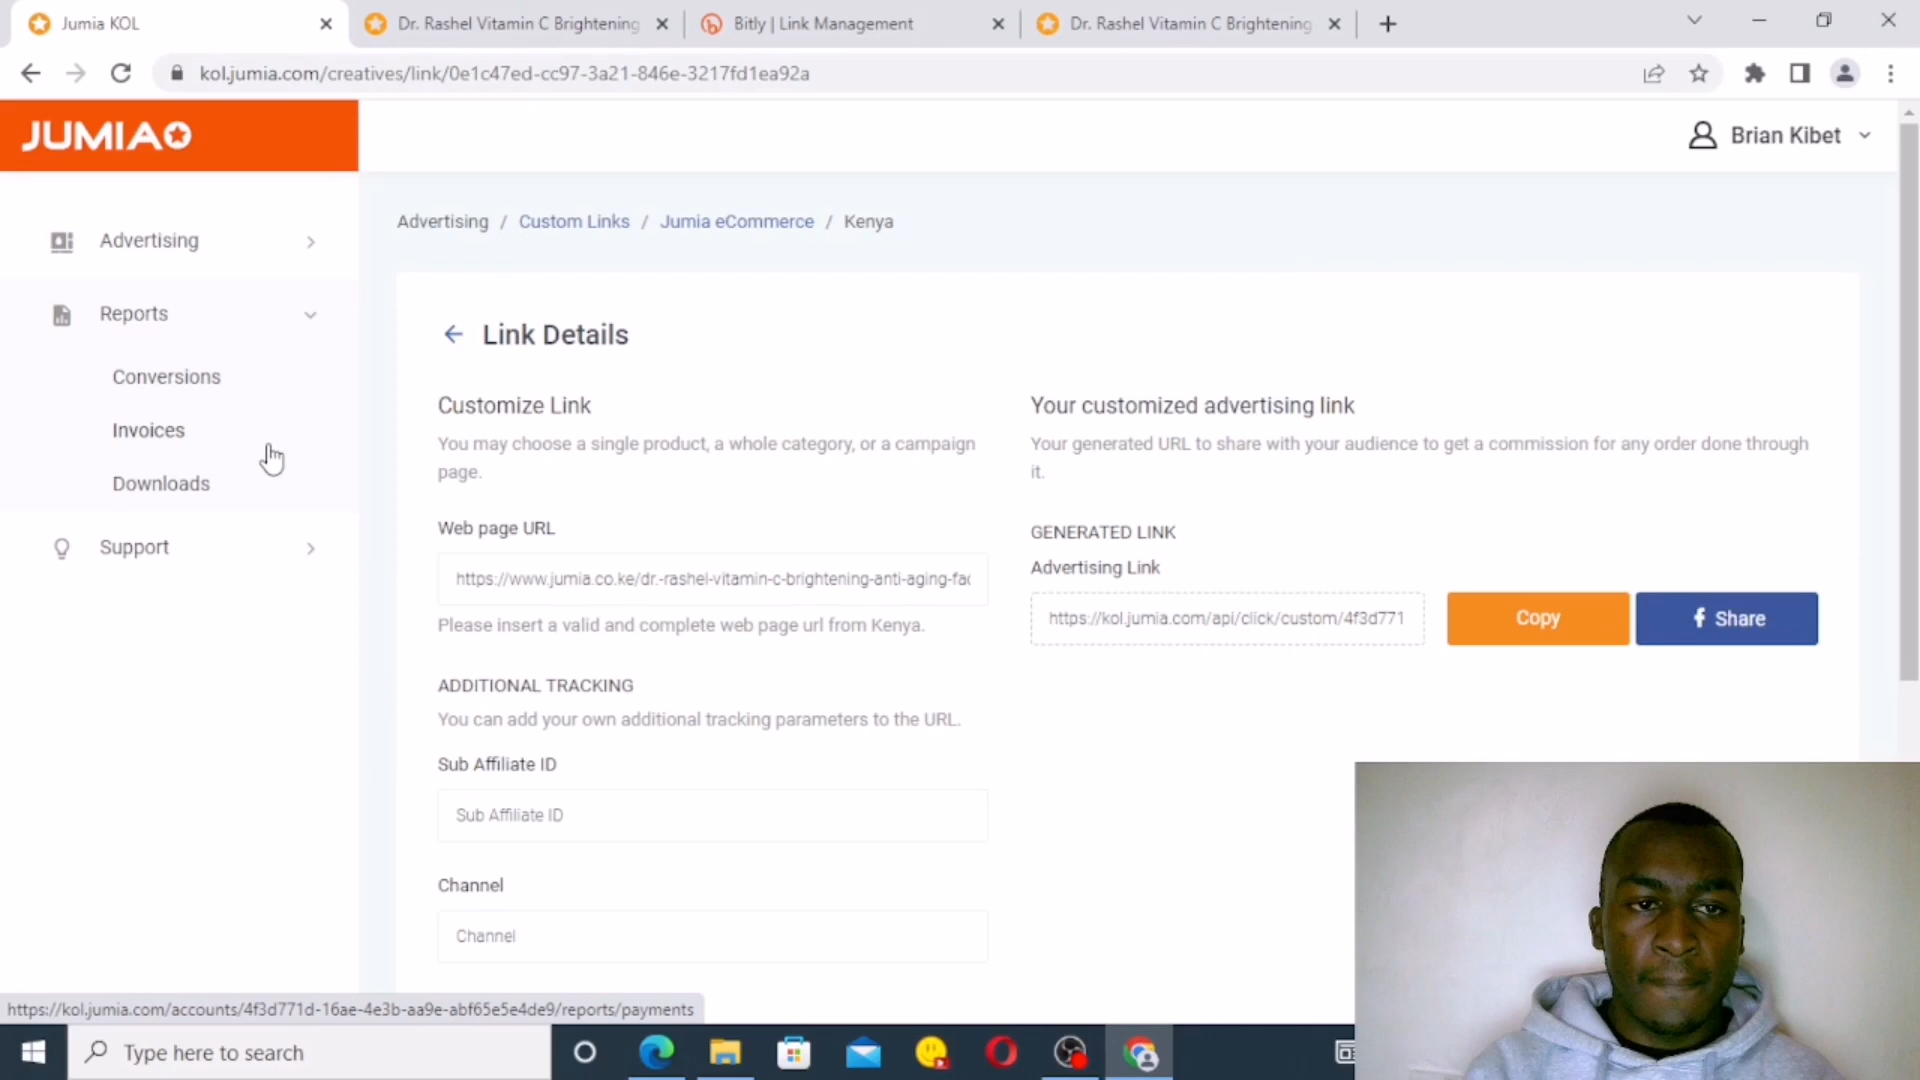 Jumia KOL
Dr. Rashel Vitamin C Brightening
Bitly | Link Management
Dr. Rashel Vitamin C Brightening
kol.jumia.com/creatives/link/0e1c47ed-cc97-3a21-846e-3217fd1ea92a
JUMIA
Brian Kibet
Advertising
Reports
Conversions
Invoices
Downloads
Support
Advertising / Custom Links / Jumia eCommerce / Kenya
Link Details
Customize Link
You may choose a single product, a whole category, or a campaign
page.
Web page URL
https://www.jumia.co.ke/dr.-rashel-vitamin-c-brightening-anti-aging-fac
Please insert a valid and complete web page url from Kenya.
ADDITIONAL TRACKING
You can add your own additional tracking parameters to the URL.
Sub Affiliate ID
Sub Affiliate ID
Channel
Channel
Your customized advertising link
Your generated URL to share with your audience to get a commission for any order done through
it.
GENERATED LINK
Advertising Link
https://kol.jumia.com/api/click/custom/4f3d771
Copy
Share
https://kol.jumia.com/accounts/4f3d771d-16ae-4e3b-aa9e-abf65e5e4de9/reports/payments
Type here to search